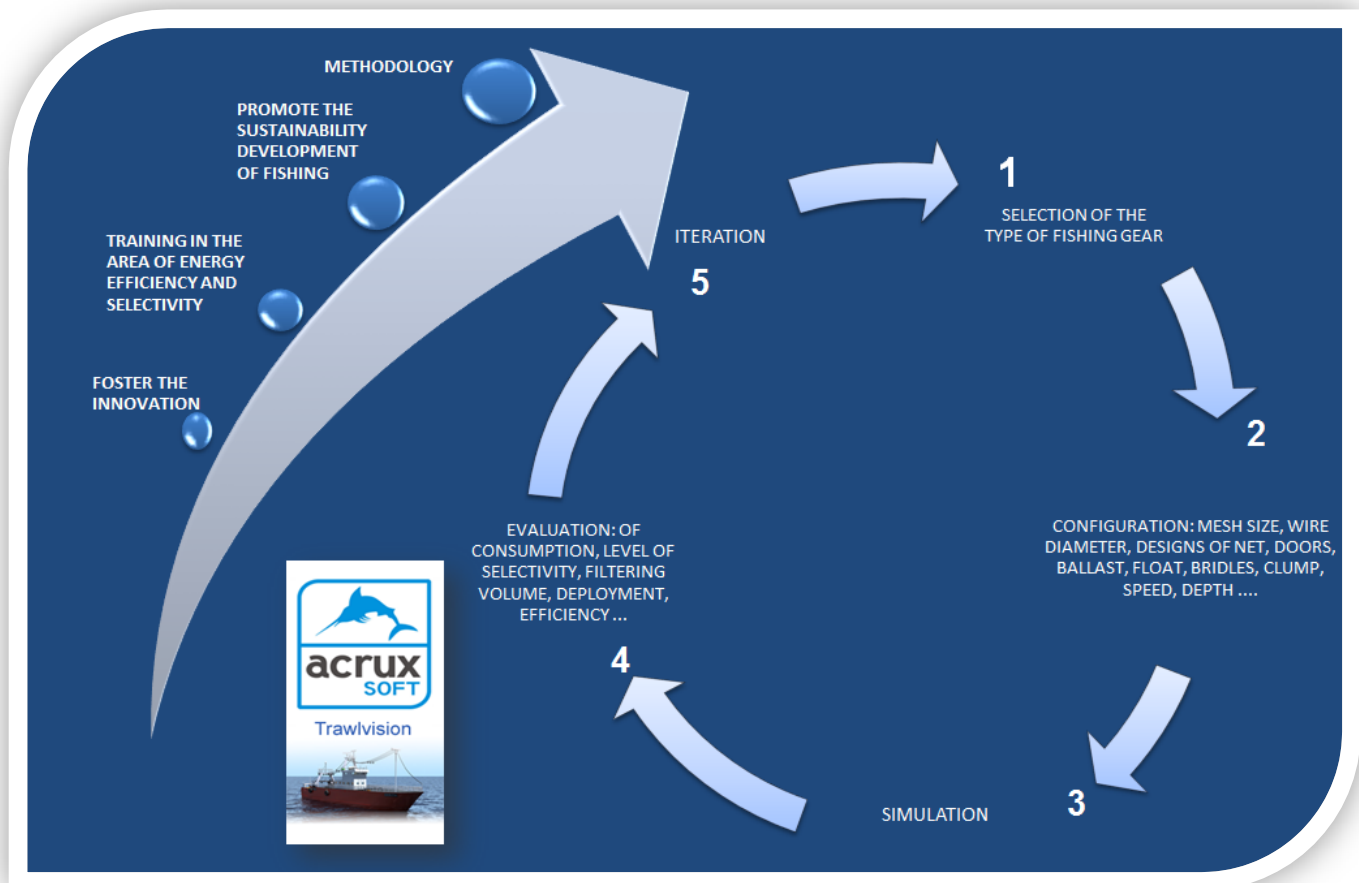 METHODOLOGY
PROMOTE THE
SUSTAINABILITY
DEVELOPMENT
OF FISHING
TRAINING IN THE
AREA OF ENERGY
EFFICIENCY AND
SELECTIVITY
FOSTER THE
INNOVATION
1
SELECTION OF THE
TYPE OF FISHING GEAR
2
CONFIGURATION: MESH SIZE, WIRE
DIAMETER, DESIGNS OF NET, DOORS,
BALLAST, FLOAT, BRIDLES, CLUMP,
SPEED, DEPTH ....
SIMULATION
3
EVALUATION: OF
CONSUMPTION, LEVEL OF
SELECTIVITY, FILTERING
VOLUME, DEPLOYMENT,
EFFICIENCY ...
4
ITERATION
5
acrux
SOFT
Trawlvision